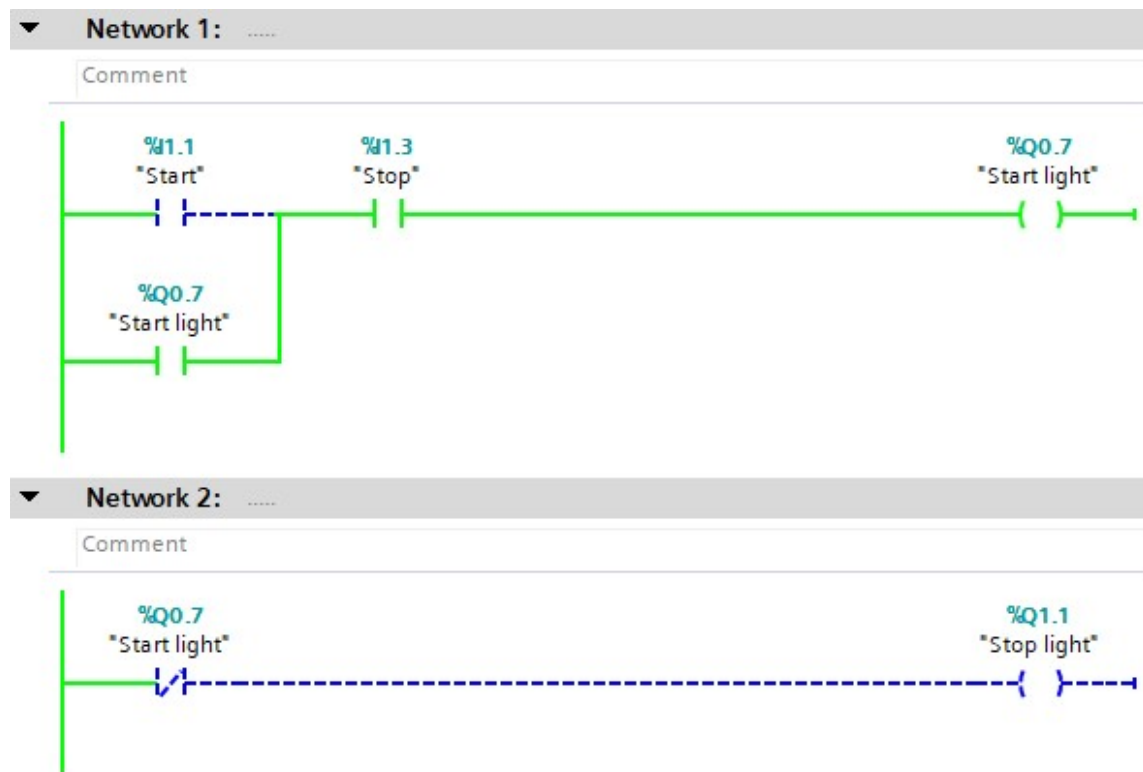 Network 1: .....
Comment
%I1.1 %I1.3 %Q0.7
"Start" "Stop" "Start light"
%Q0.7
"Start light"
Network 2: .....
Comment
%Q0.7 %Q1.1
"Start light" "Stop light"